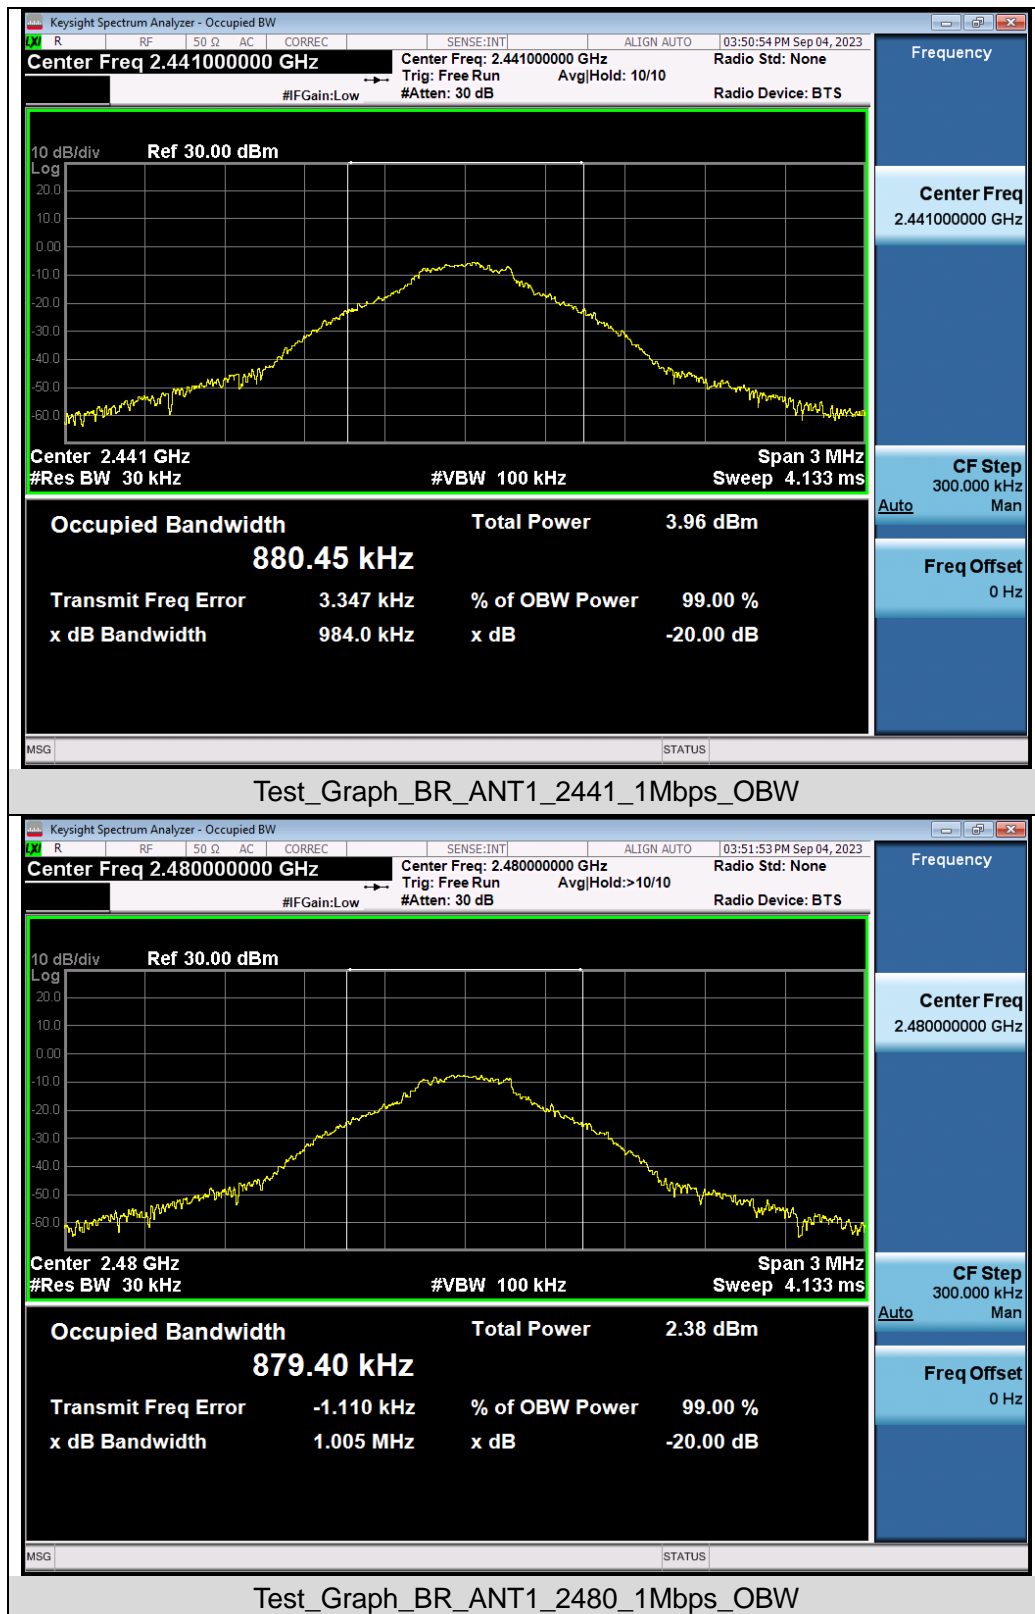 Keysight Spectrum Analyzer - Occupied BW
LXI R RF 50 Ω AC CORREC SENSE:INT ALIGN AUTO 03:50:54 PM Sep 04, 2023
Center Freq 2.441000000 GHz Center Freq: 2.441000000 GHz Radio Std: None
Trig: Free Run Avg|Hold: 10/10
#IFGain:Low #Atten: 30 dB Radio Device: BTS
Frequency
10 dB/div Ref 30.00 dBm
Log
20.0
10.0
0.00
-10.0
-20.0
-30.0
-40.0
-50.0
-60.0
Center 2.441 GHz Span 3 MHz
#Res BW 30 kHz #VBW 100 kHz Sweep 4.133 ms
Center Freq
2.441000000 GHz
CF Step
300.000 kHz
Auto Man
Freq Offset
0 Hz
Occupied Bandwidth Total Power 3.96 dBm
880.45 kHz
Transmit Freq Error 3.347 kHz % of OBW Power 99.00 %
x dB Bandwidth 984.0 kHz x dB -20.00 dB
MSG STATUS
Test_Graph_BR_ANT1_2441_1Mbps_OBW
Keysight Spectrum Analyzer - Occupied BW
LXI R RF 50 Ω AC CORREC SENSE:INT ALIGN AUTO 03:51:53 PM Sep 04, 2023
Center Freq 2.480000000 GHz Center Freq: 2.480000000 GHz Radio Std: None
Trig: Free Run Avg|Hold:>10/10
#IFGain:Low #Atten: 30 dB Radio Device: BTS
Frequency
10 dB/div Ref 30.00 dBm
Log
20.0
10.0
0.00
-10.0
-20.0
-30.0
-40.0
-50.0
-60.0
Center 2.48 GHz Span 3 MHz
#Res BW 30 kHz #VBW 100 kHz Sweep 4.133 ms
Center Freq
2.480000000 GHz
CF Step
300.000 kHz
Auto Man
Freq Offset
0 Hz
Occupied Bandwidth Total Power 2.38 dBm
879.40 kHz
Transmit Freq Error -1.110 kHz % of OBW Power 99.00 %
x dB Bandwidth 1.005 MHz x dB -20.00 dB
MSG STATUS
Test_Graph_BR_ANT1_2480_1Mbps_OBW